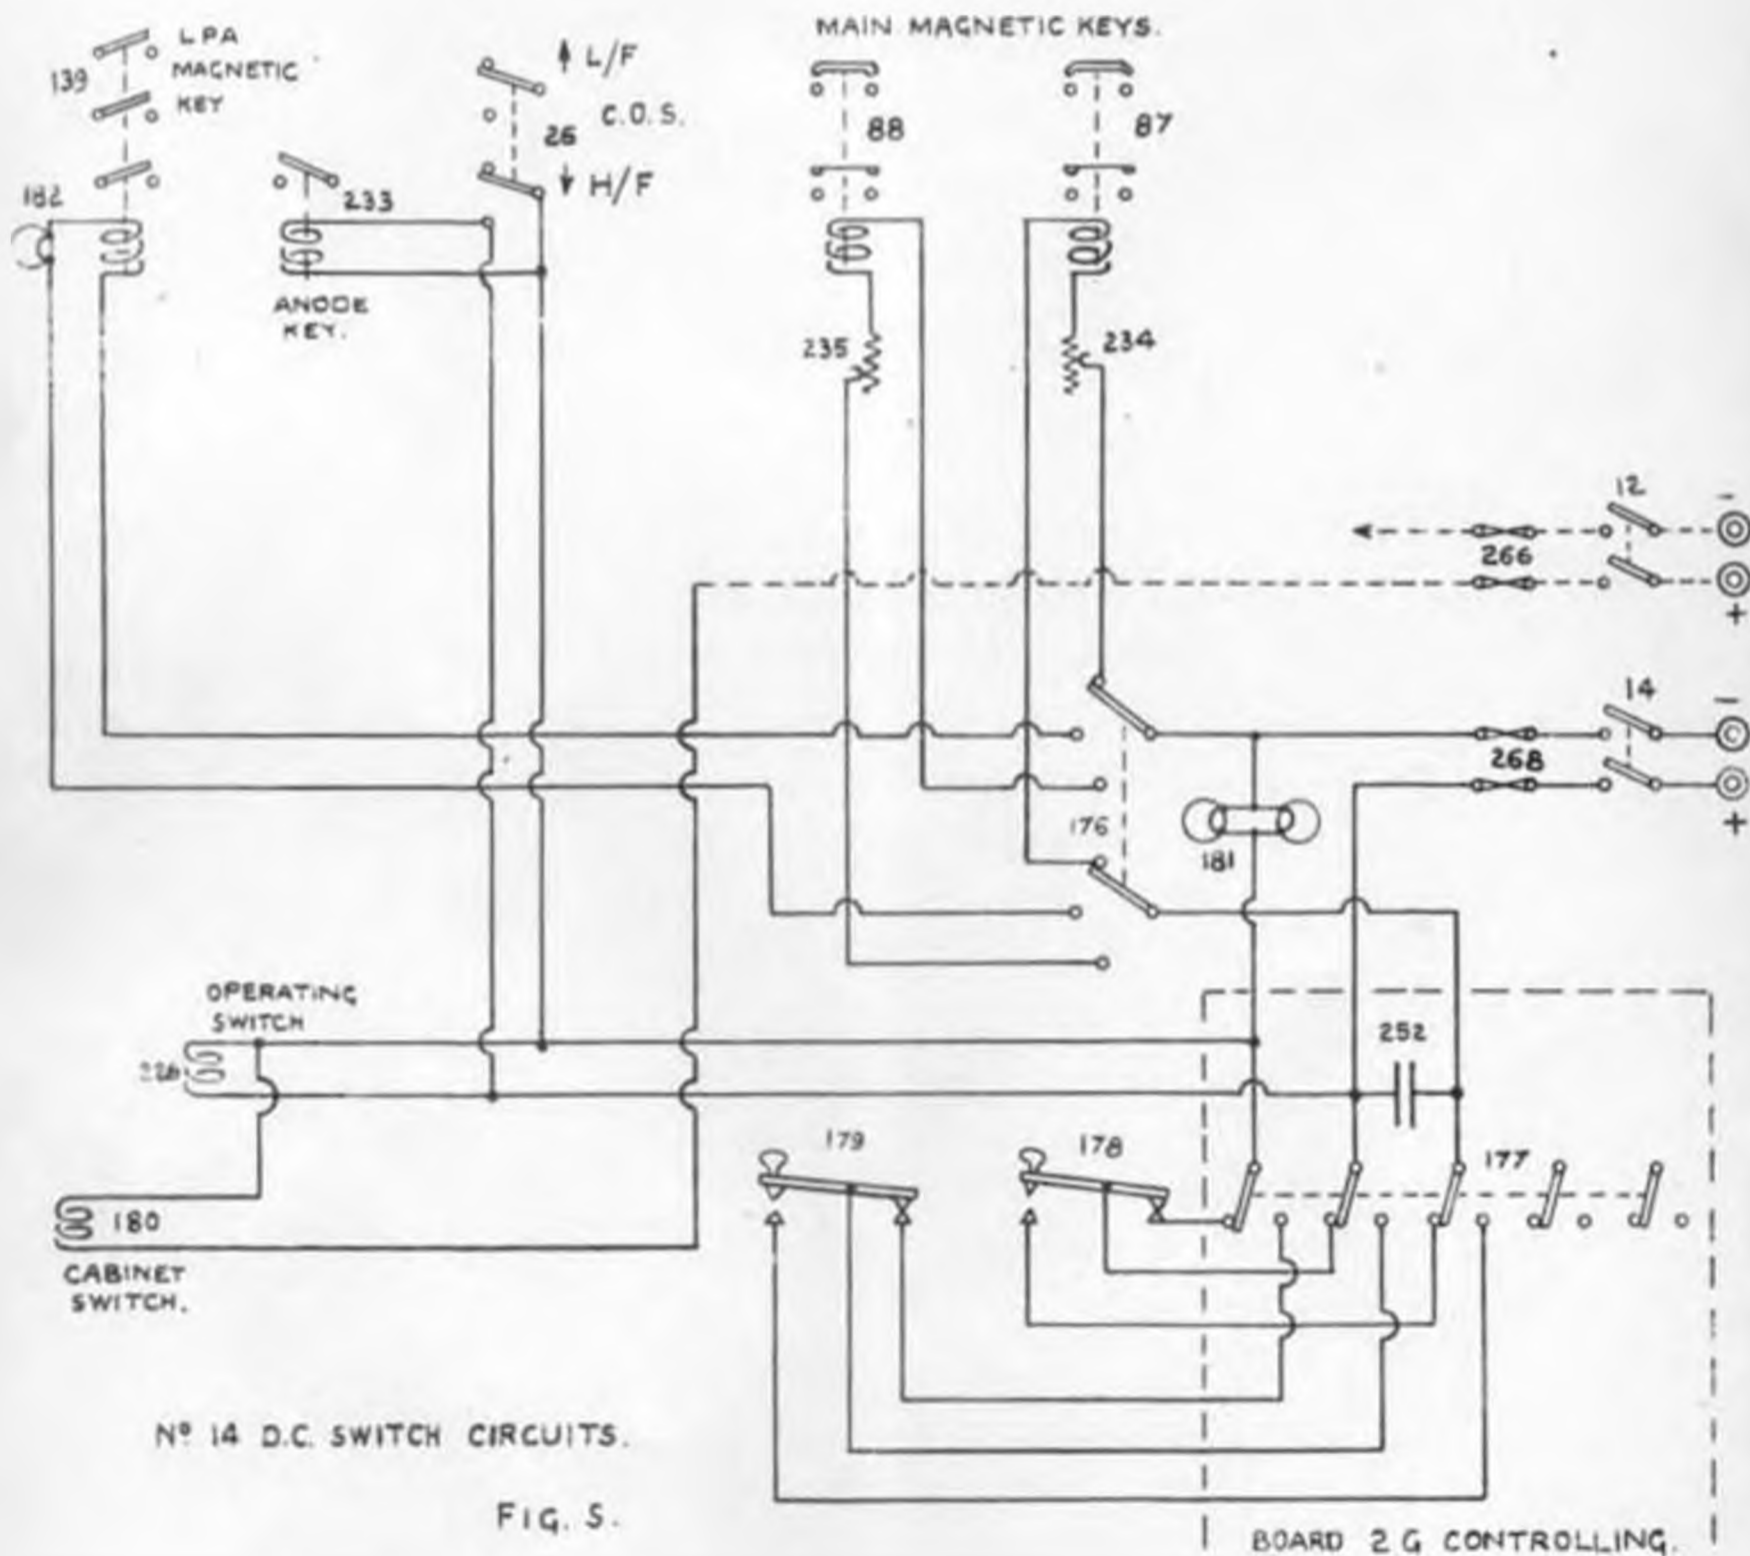 MAIN MAGNETIC KEYS.
LPA
MAGNETIC
KEY
139
L/F
C.O.S.
26
H/F
88
87
182
233
ANODE
KEY.
235
234
12
-
266
+
14
-
268
+
176
181
OPERATING
SWITCH
226
252
179
178
177
180
CABINET
SWITCH.
Nº 14 D.C. SWITCH CIRCUITS.
FIG. S.
BOARD 2 G CONTROLLING.